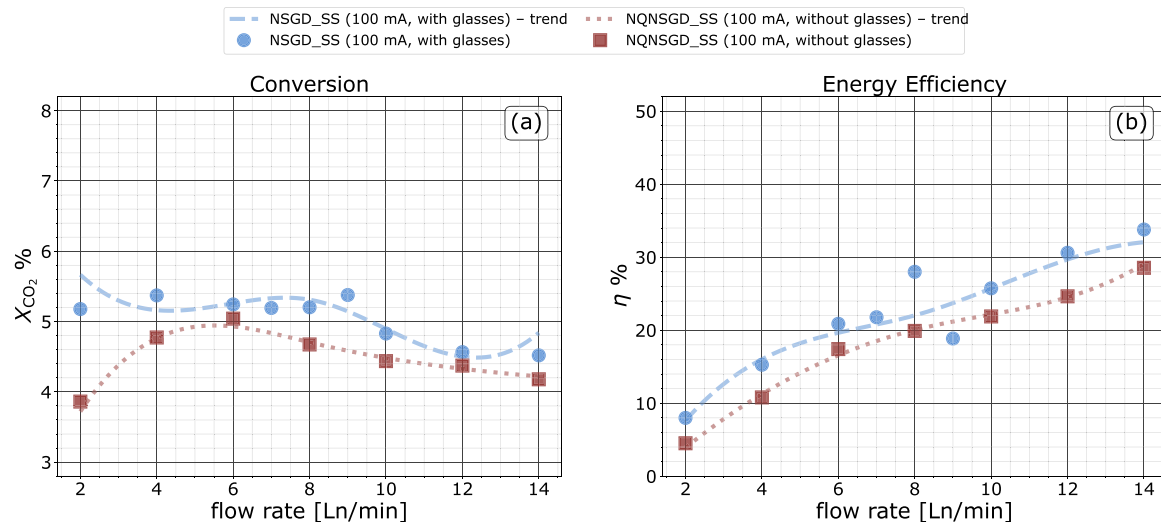 NSGD_SS (100 mA, with glasses) – trend
NSGD_SS (100 mA, with glasses)
NQNSGD_SS (100 mA, without glasses) – trend
NQNSGD_SS (100 mA, without glasses)
Conversion
(a)
8
7
6
5
4
3
X_CO₂ %
2 4 6 8 10 12 14
flow rate [Ln/min]
Energy Efficiency
(b)
50
40
30
20
10
0
η %
2 4 6 8 10 12 14
flow rate [Ln/min]